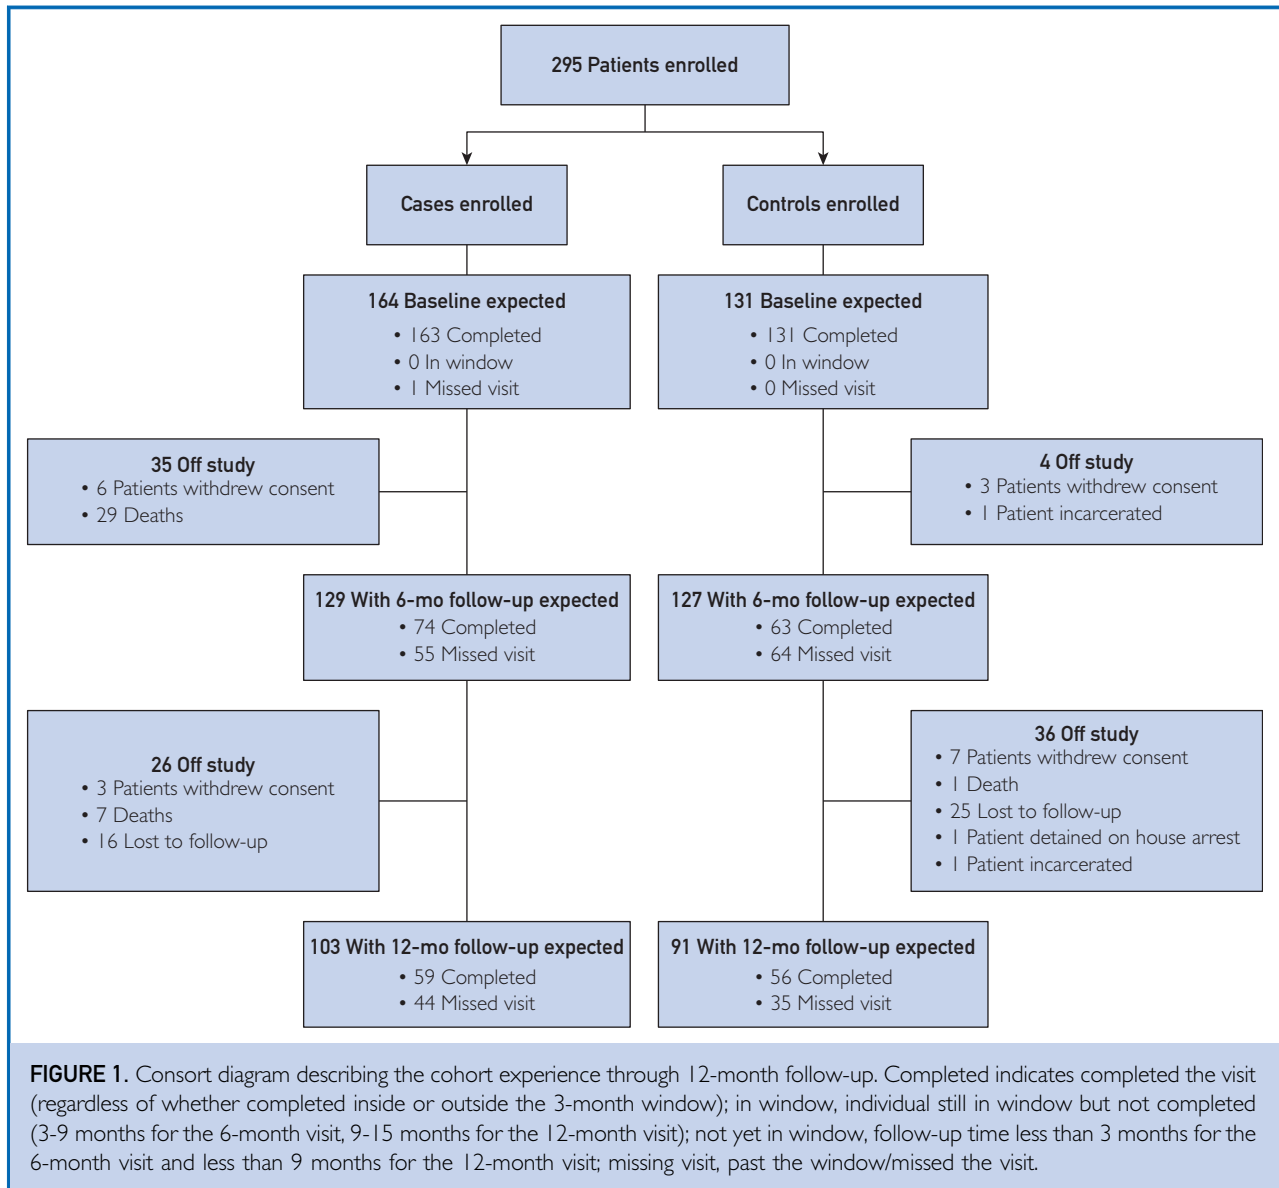 295 Patients enrolled
Cases enrolled
Controls enrolled
164 Baseline expected
• 163 Completed
• 0 In window
• 1 Missed visit
131 Baseline expected
• 131 Completed
• 0 In window
• 0 Missed visit
35 Off study
• 6 Patients withdrew consent
• 29 Deaths
4 Off study
• 3 Patients withdrew consent
• 1 Patient incarcerated
129 With 6-mo follow-up expected
• 74 Completed
• 55 Missed visit
127 With 6-mo follow-up expected
• 63 Completed
• 64 Missed visit
26 Off study
• 3 Patients withdrew consent
• 7 Deaths
• 16 Lost to follow-up
36 Off study
• 7 Patients withdrew consent
• 1 Death
• 25 Lost to follow-up
• 1 Patient detained on house arrest
• 1 Patient incarcerated
103 With 12-mo follow-up expected
• 59 Completed
• 44 Missed visit
91 With 12-mo follow-up expected
• 56 Completed
• 35 Missed visit
FIGURE 1. Consort diagram describing the cohort experience through 12-month follow-up. Completed indicates completed the visit
(regardless of whether completed inside or outside the 3-month window); in window, individual still in window but not completed
(3-9 months for the 6-month visit, 9-15 months for the 12-month visit); not yet in window, follow-up time less than 3 months for the
6-month visit and less than 9 months for the 12-month visit; missing visit, past the window/missed the visit.